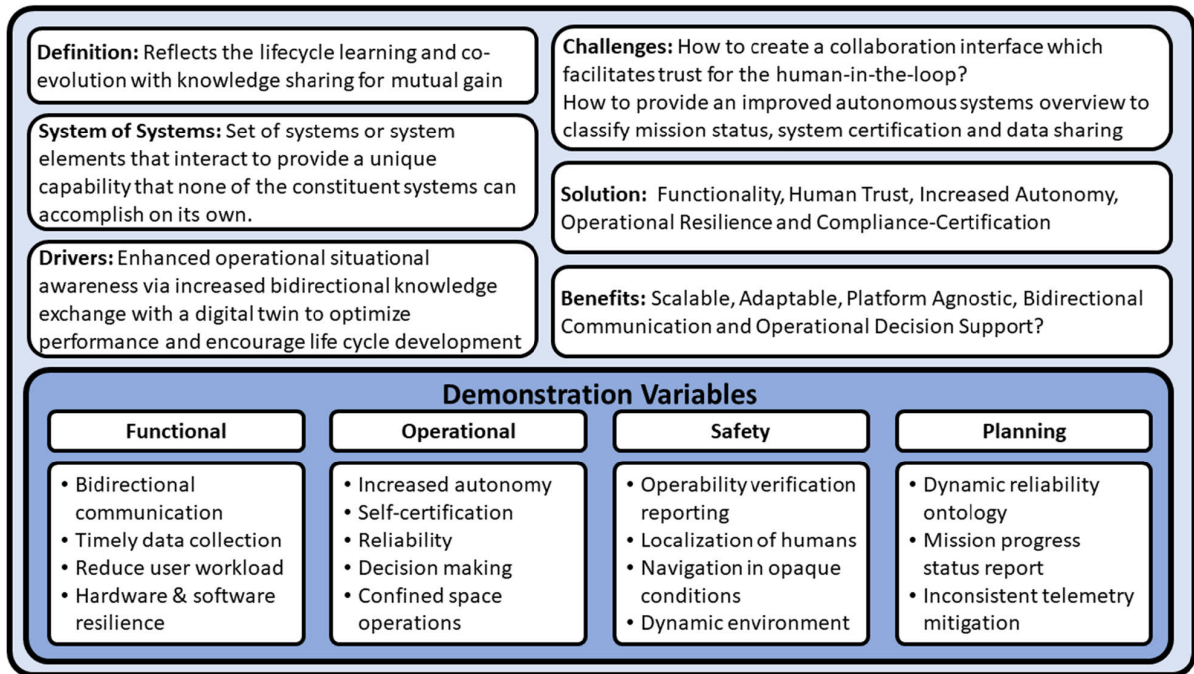 Definition: Reflects the lifecycle learning and co-
evolution with knowledge sharing for mutual gain
System of Systems: Set of systems or system
elements that interact to provide a unique
capability that none of the constituent systems can
accomplish on its own.
Drivers: Enhanced operational situational
awareness via increased bidirectional knowledge
exchange with a digital twin to optimize
performance and encourage life cycle development
Challenges: How to create a collaboration interface which
facilitates trust for the human-in-the-loop?
How to provide an improved autonomous systems overview to
classify mission status, system certification and data sharing
Solution: Functionality, Human Trust, Increased Autonomy,
Operational Resilience and Compliance-Certification
Benefits: Scalable, Adaptable, Platform Agnostic, Bidirectional
Communication and Operational Decision Support?
Demonstration Variables
Functional
• Bidirectional
communication
• Timely data collection
• Reduce user workload
• Hardware & software
resilience
Operational
• Increased autonomy
• Self-certification
• Reliability
• Decision making
• Confined space
operations
Safety
• Operability verification
reporting
• Localization of humans
• Navigation in opaque
conditions
• Dynamic environment
Planning
• Dynamic reliability
ontology
• Mission progress
status report
• Inconsistent telemetry
mitigation